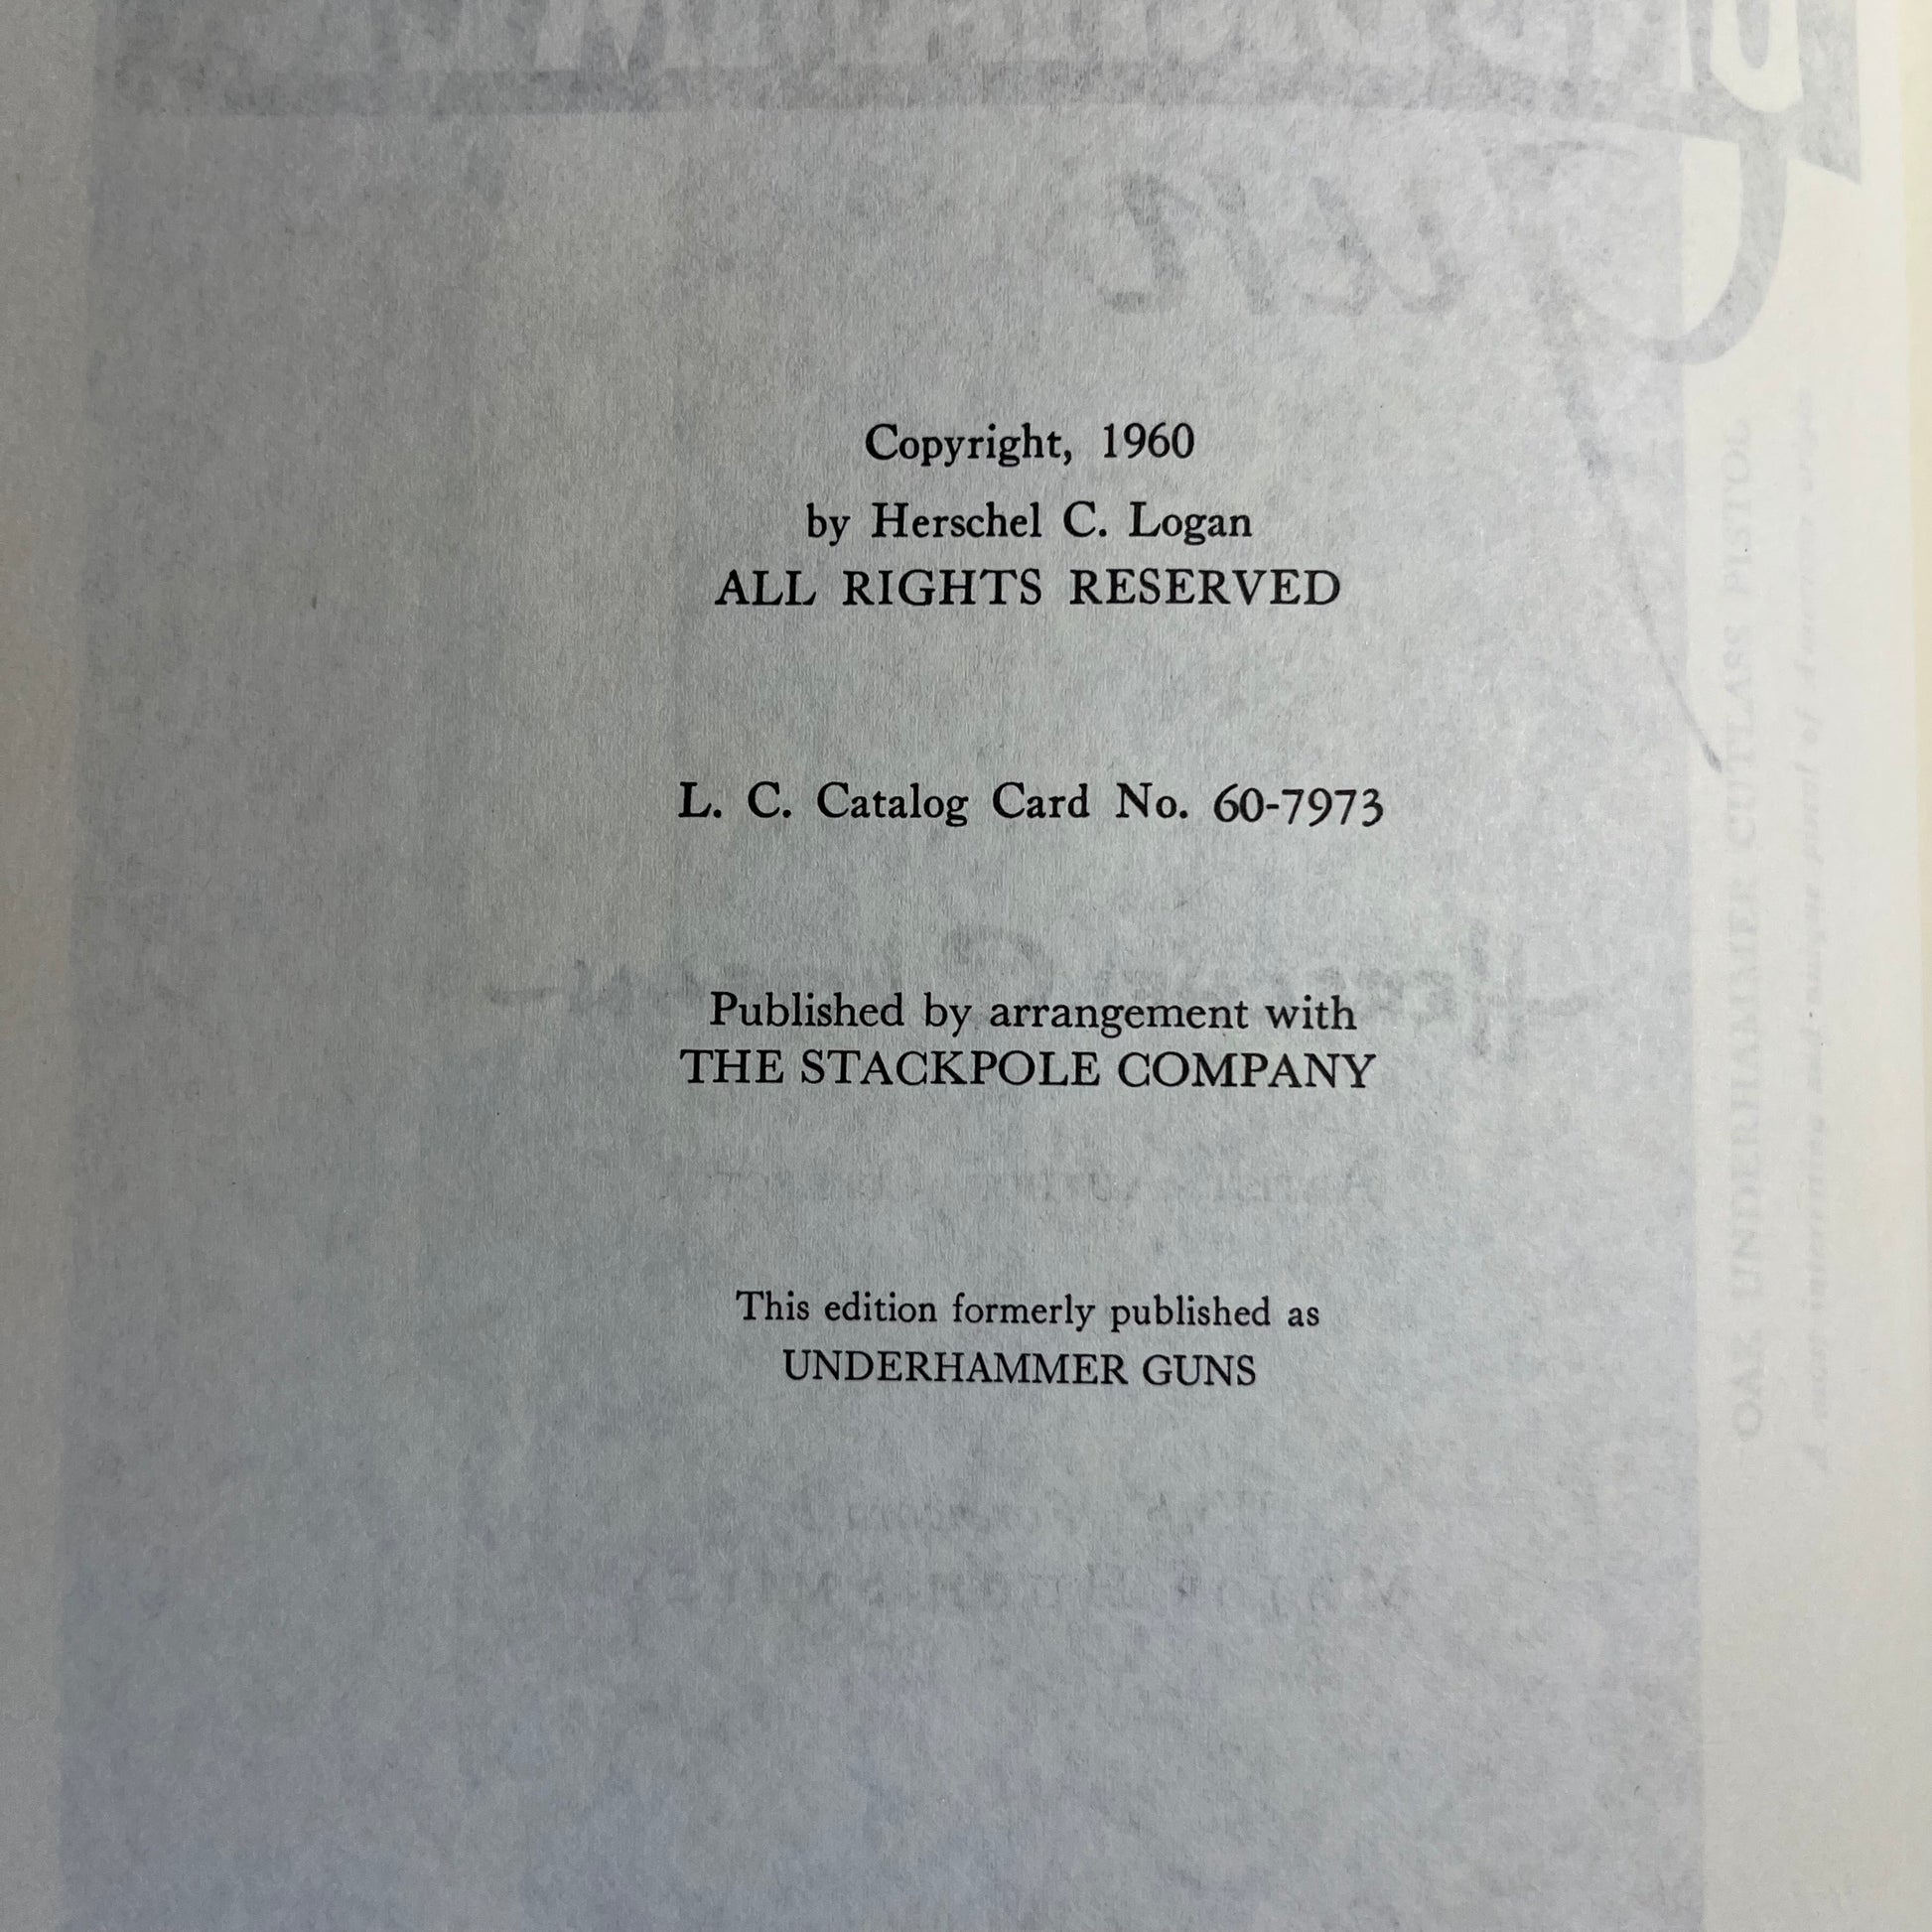 Copyright, 1960
by Herschel C. Logan
ALL RIGHTS RESERVED
L. C. Catalog Card No. 60-7973
Published by arrangement with
THE STACKPOLE COMPANY
This edition formerly published as
UNDERHAMMER GUNS